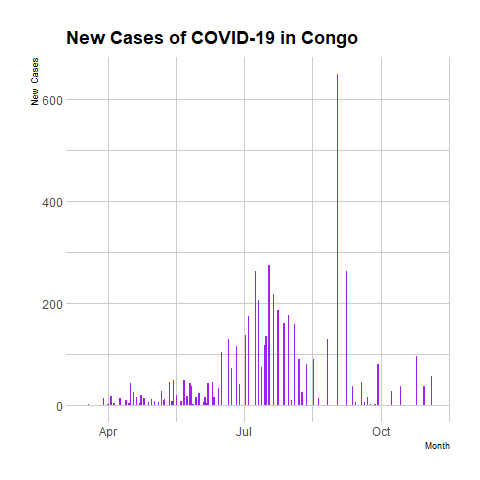 New Cases of COVID-19 in Congo
New Cases
600
400
200
0
Apr
Jul
Oct
Month